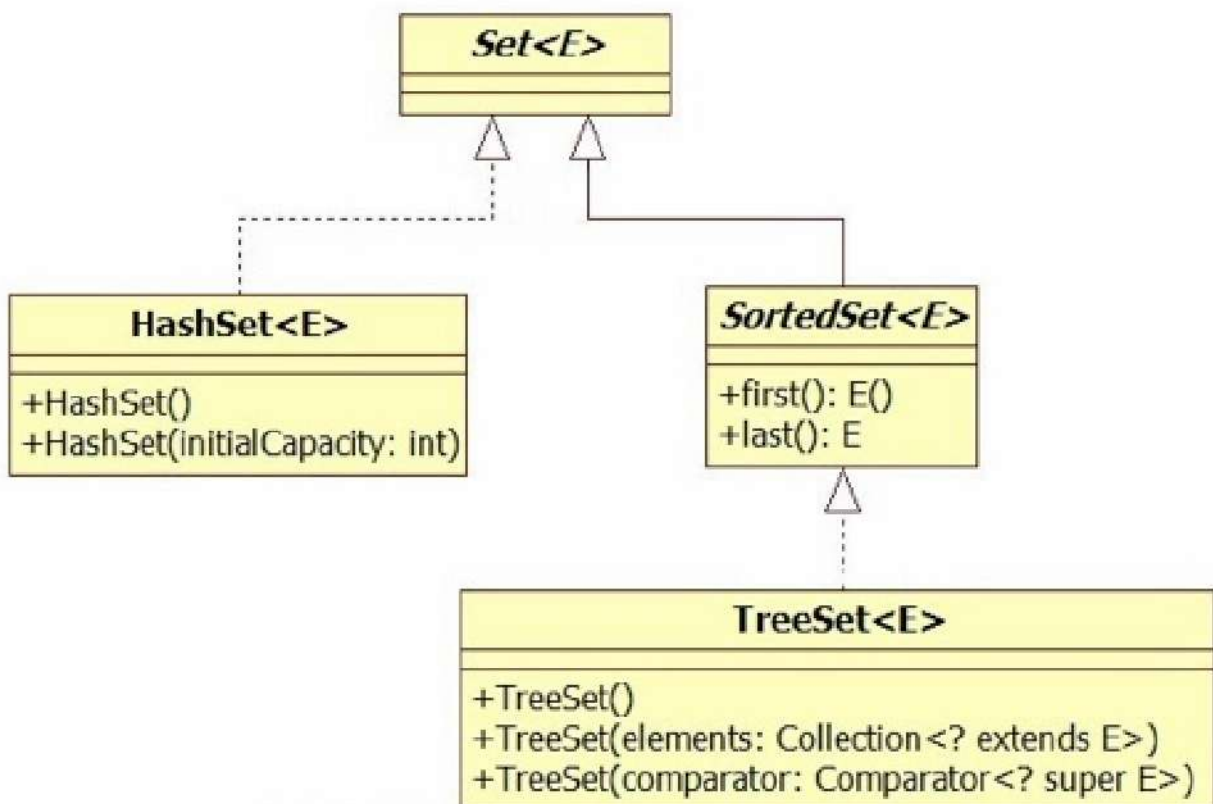 Set<E>
HashSet<E>
+HashSet()
+HashSet(initialCapacity: int)
SortedSet<E>
+first(): E()
+last(): E
TreeSet<E>
+TreeSet()
+TreeSet(elements: Collection<? extends E>)
+TreeSet(comparator: Comparator<? super E>)